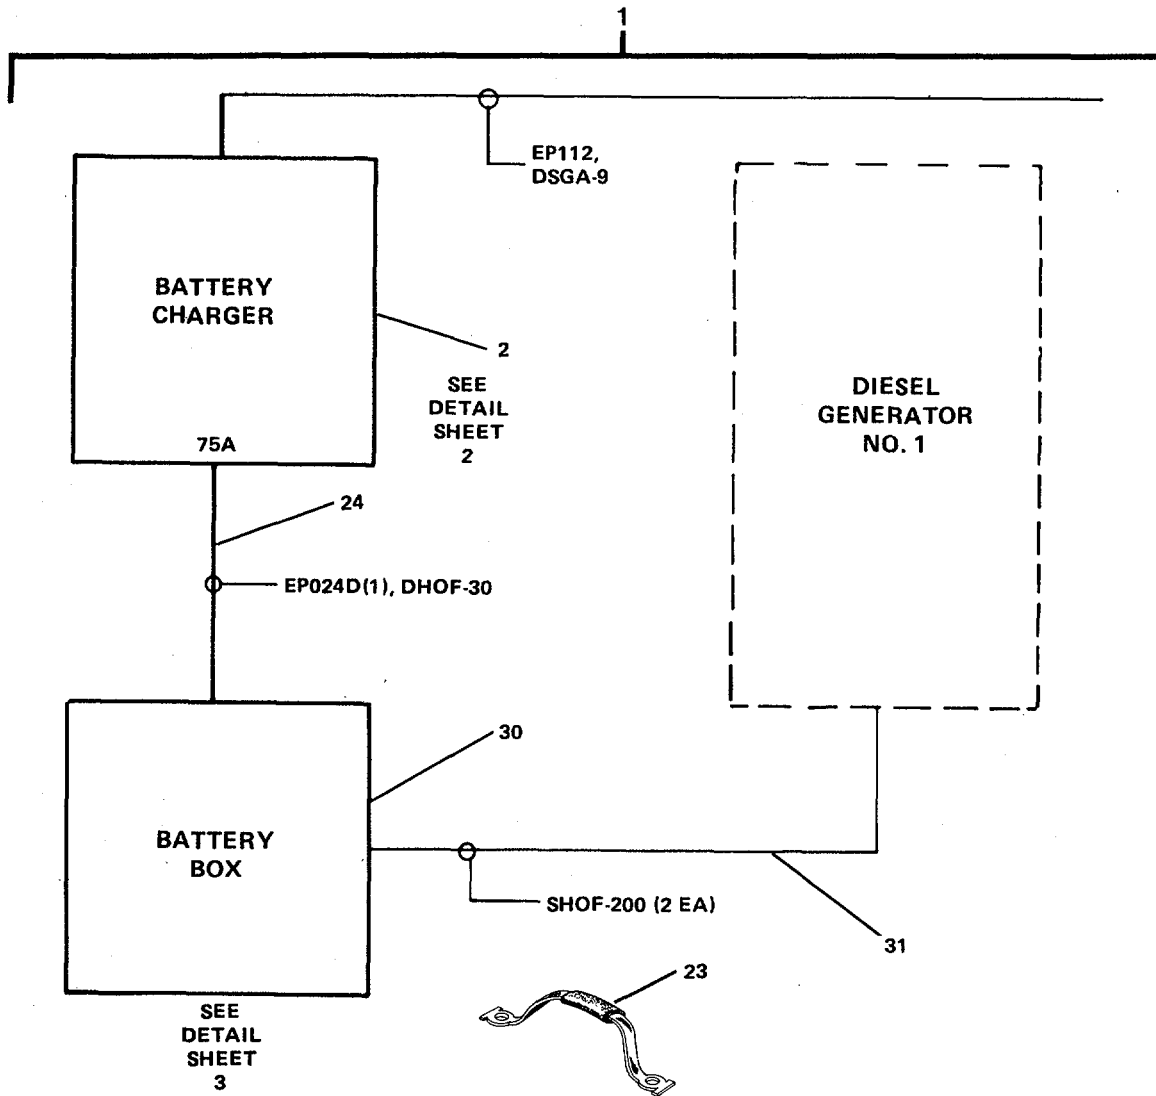 1
EP112,
DSGA-9
BATTERY
CHARGER
75A
2
SEE
DETAIL
SHEET
2
DIESEL
GENERATOR
NO. 1
24
EP024D(1), DHOF-30
30
BATTERY
BOX
SHOF-200 (2 EA)
31
23
SEE
DETAIL
SHEET
3